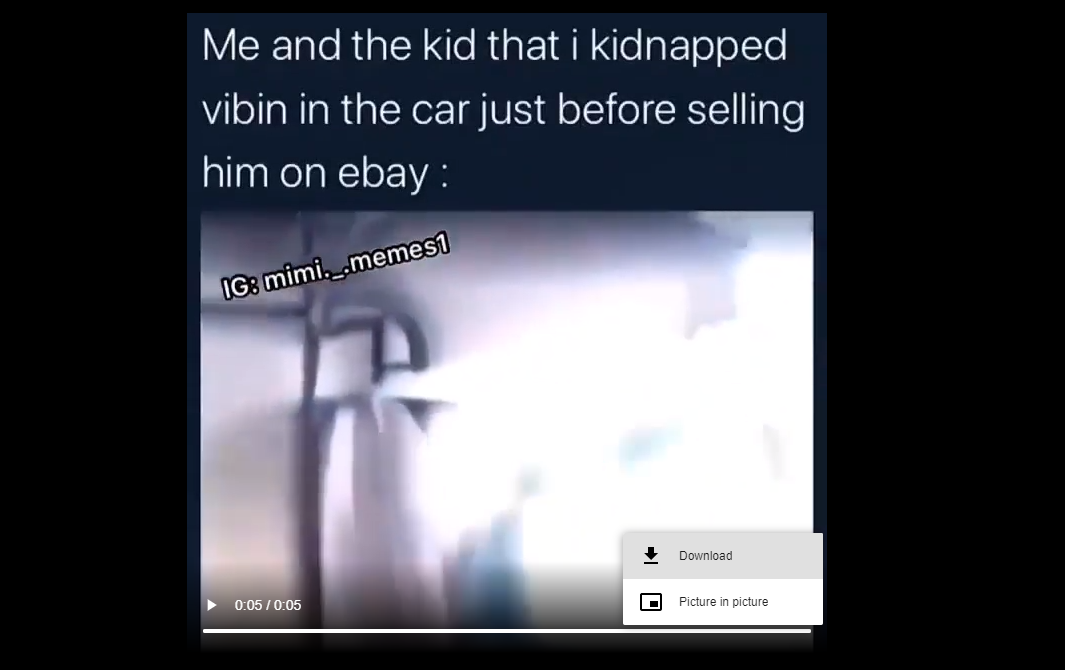 Me and the kid that i kidnapped
vibin in the car just before selling
him on ebay :
IG: mimi._.memes1
Download
Picture in picture
0:05 / 0:05